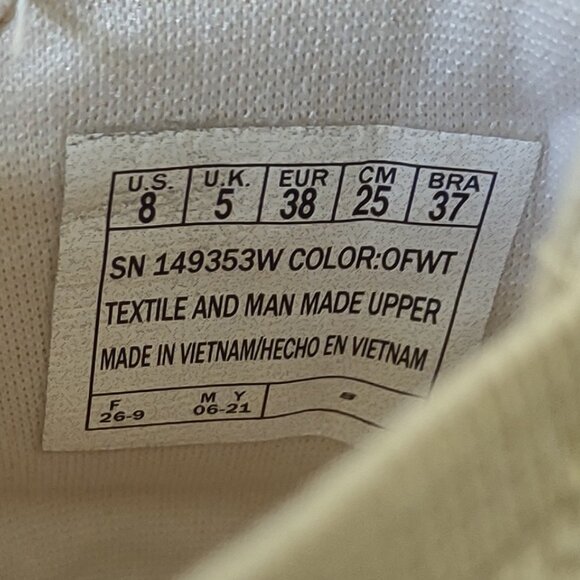 U.S. U.K. EUR CM BRA
8 5 38 25 37
SN 149353W COLOR:OFWT
TEXTILE AND MAN MADE UPPER
MADE IN VIETNAM/HECHO EN VIETNAM
F M Y
26-9 06-21